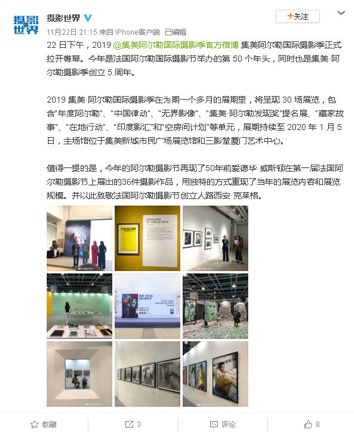 摄影世界
+关注
11月22日 21:15 来自 iPhone客户端 已编辑
22 日下午，2019 @集美阿尔勒国际摄影季官方微博 集美阿尔勒国际摄影季正式
拉开帷幕。今年是法国阿尔勒国际摄影节举办的第 50 个年头，同时也是集美·阿
尔勒摄影季创立 5 周年。
2019 集美·阿尔勒国际摄影季在为期一个多月的展期里，将呈现 30 场展览，包
含“年度阿尔勒”、“中国律动”、“无界影像”、“集美·阿尔勒发现奖”提名展、“藏家故
事”、“在地行动”、“印度影汇”和“空房间计划”等单元，展期持续至 2020 年 1 月 5
日，主场馆位于集美新城市民广场展览馆和三影堂厦门艺术中心。
值得一提的是，今年的阿尔勒摄影节再现了50年前爱德华·威斯顿在第一届法国阿
尔勒摄影节上展出的36件摄影作品，用独特的方式重现了当年的展览内容和展览
规模。并以此致敬法国阿尔勒摄影节创立人路西安·克莱格。
收藏
3
评论
8